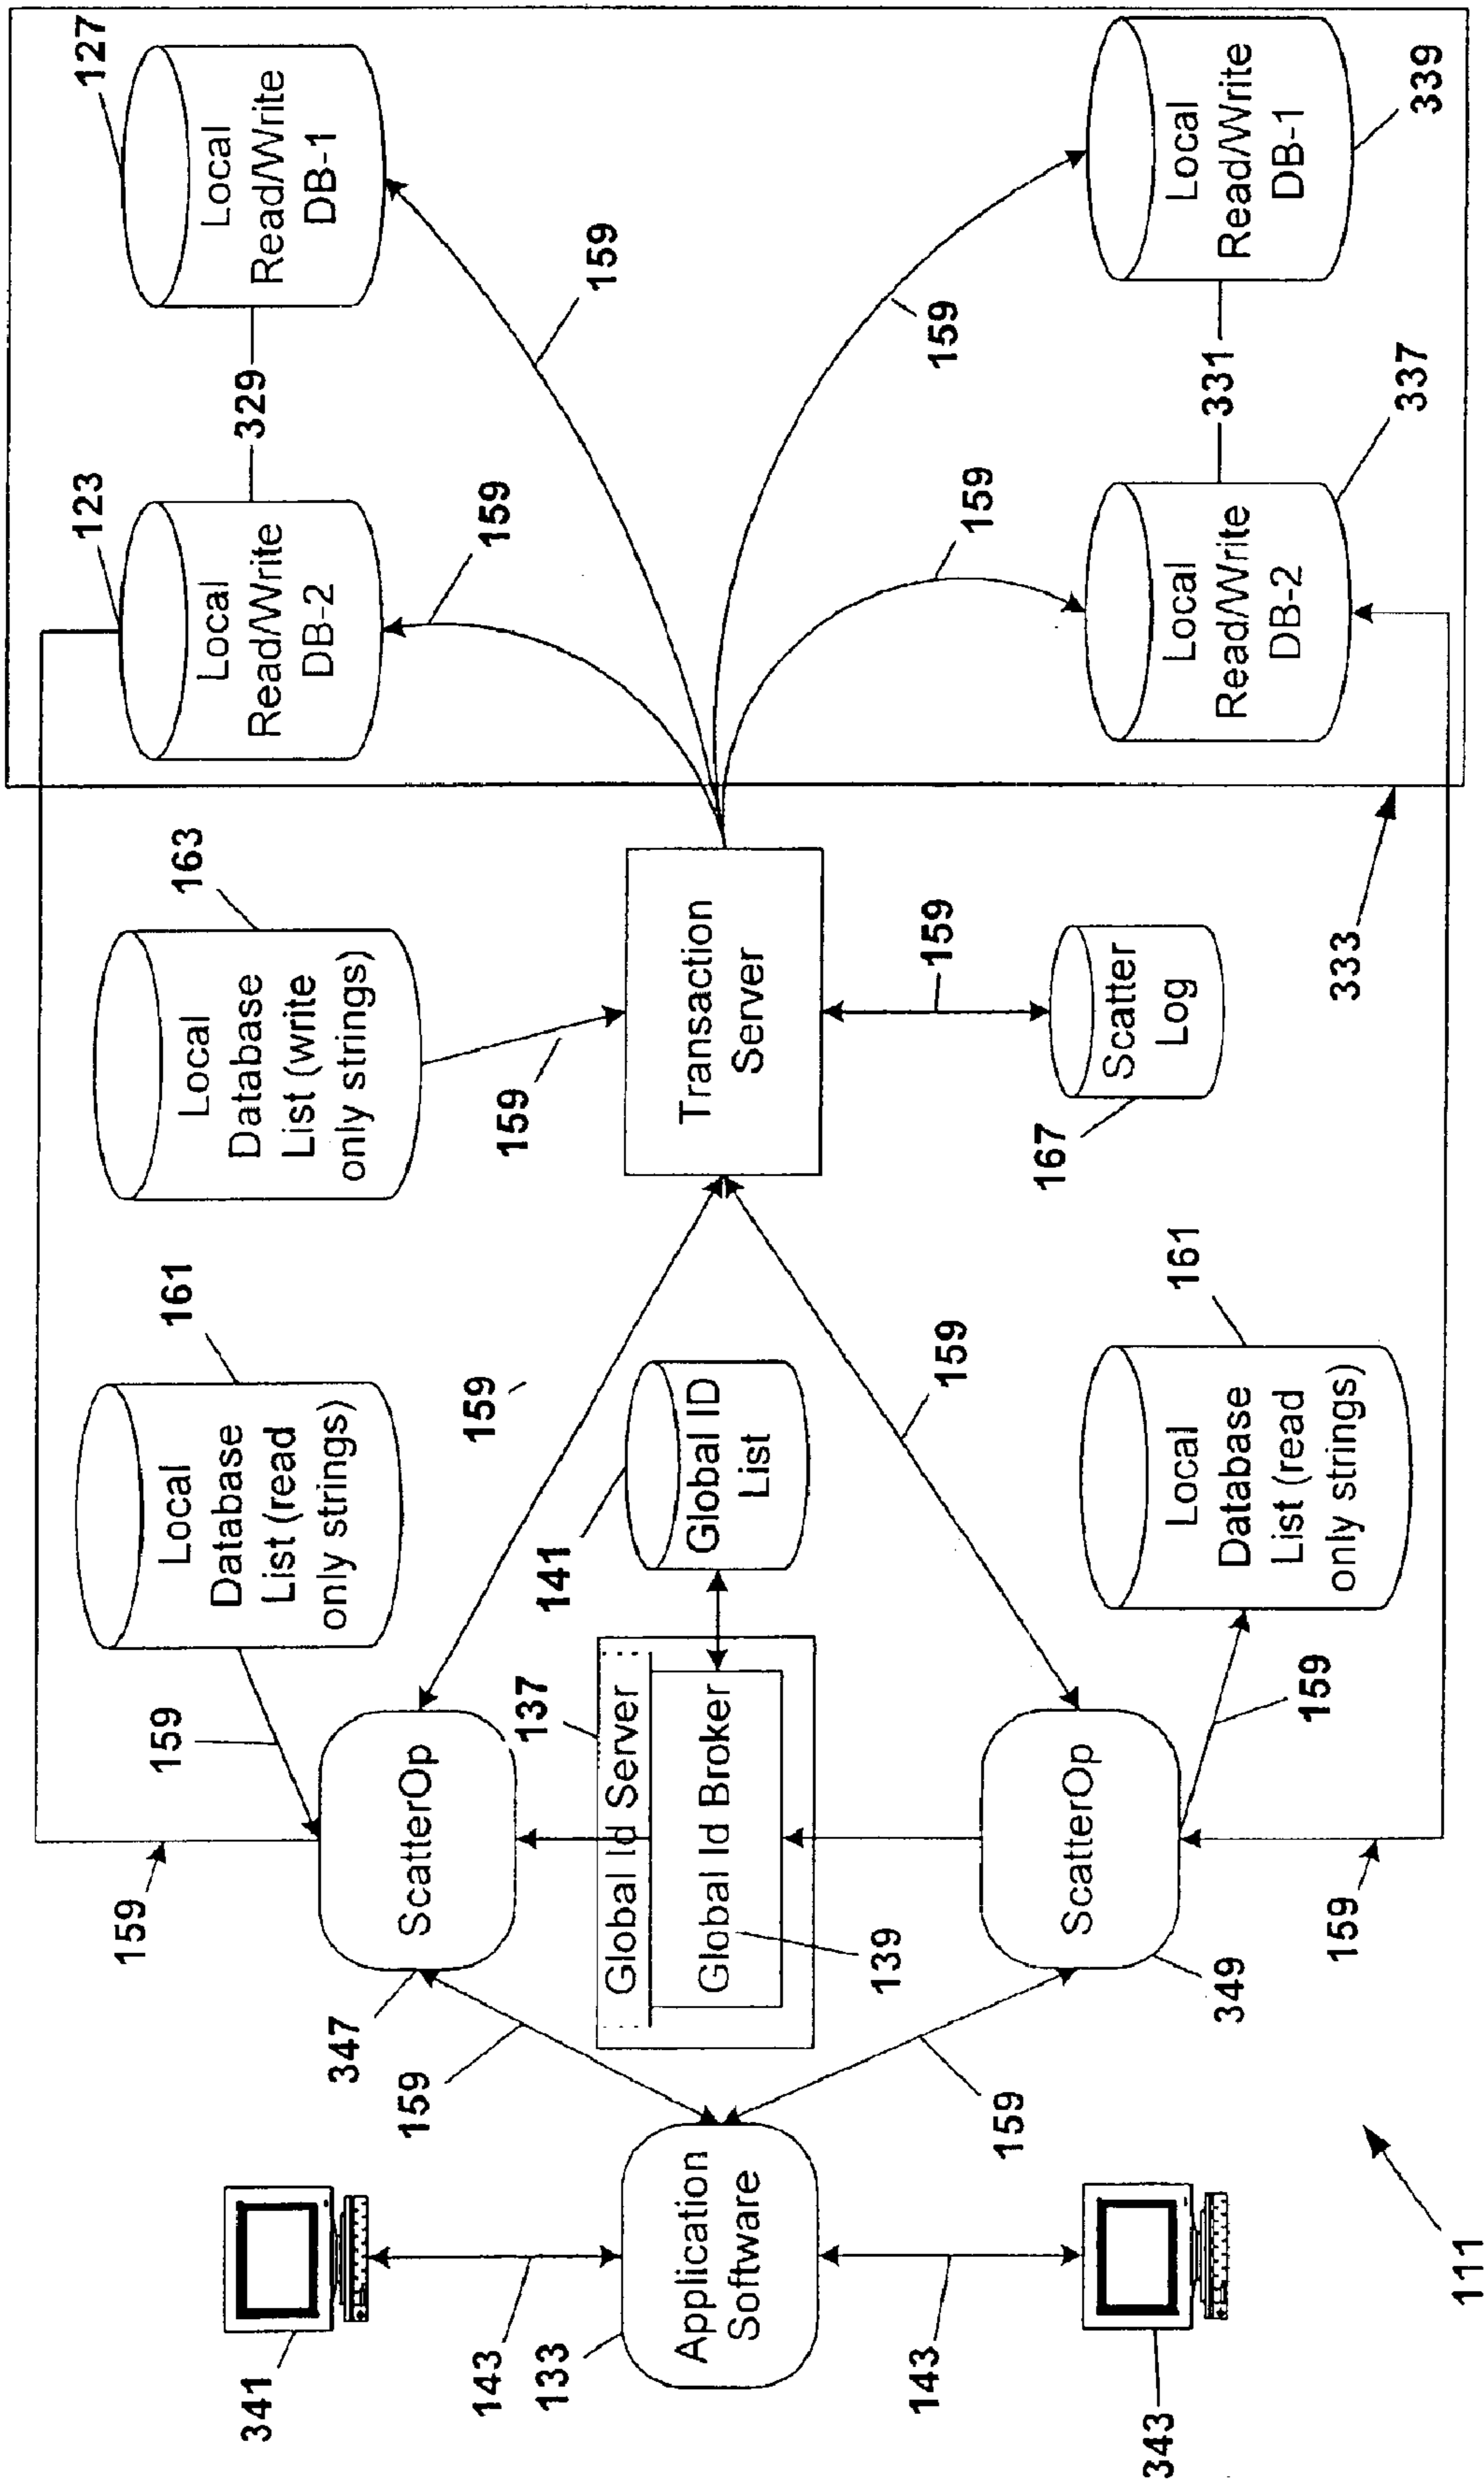 341
143
133
Application
Software
143
343
111
159
347
159
ScatterOp
159
159
Local
Database
List (read
only strings)
161
137
Global Id Server
Global Id Broker
139
141
Global ID
List
159
349
ScatterOp
159
159
159
Local
Database
List (read
only strings)
161
159
Local
Database
List (write
only strings)
163
159
Transaction
Server
159
Scatter
Log
167
333
123
Local
Read/Write
DB-2
329
127
Local
Read/Write
DB-1
159
159
159
159
Local
Read/Write
DB-2
337
331
Local
Read/Write
DB-1
339